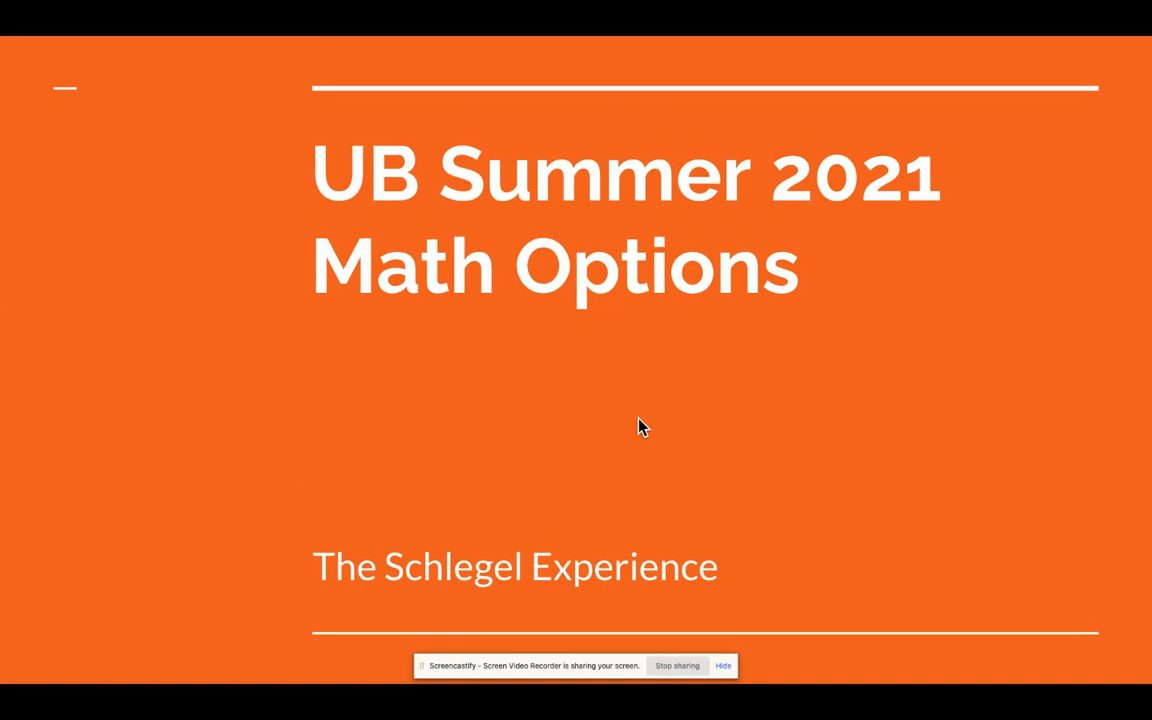 UB Summer 2021
Math Options
The Schlegel Experience
Screencastify - Screen Video Recorder is sharing your screen. Stop sharing Hide